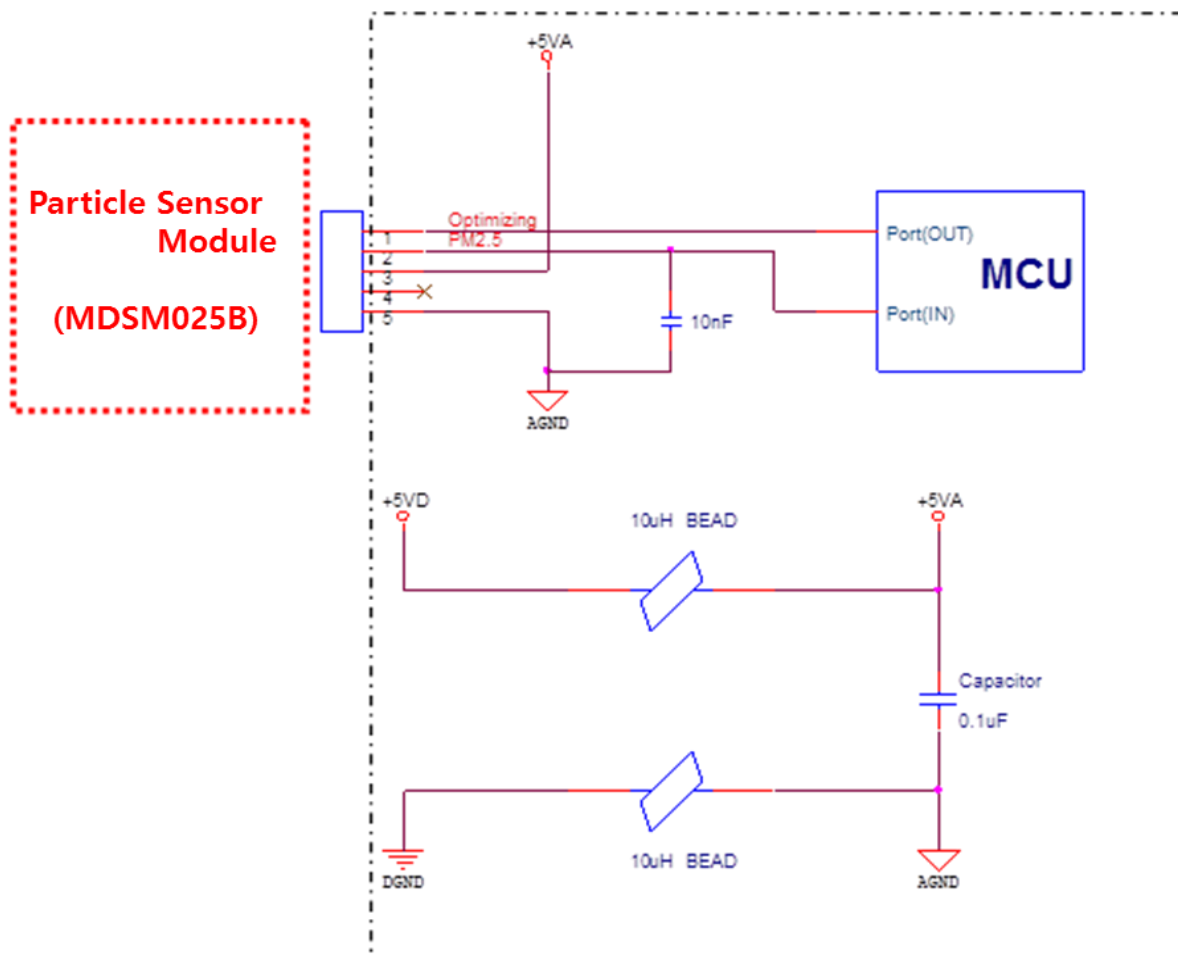 +5VA
Particle Sensor
Module
(MDSM025B)
1
2
3
4
5
Optimizing
PM2.5
10nF
AGND
Port(OUT)
MCU
Port(IN)
+5VD
10uH BEAD
+5VA
Capacitor
0.1uF
10uH BEAD
DGND
AGND